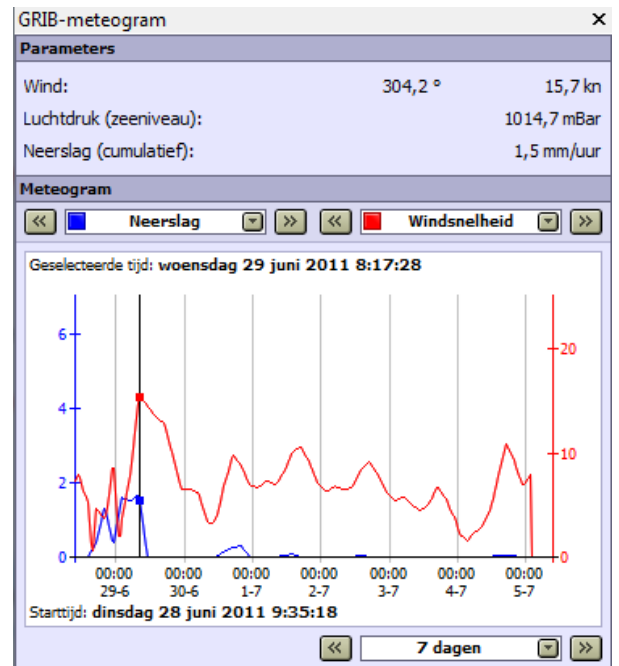 GRIB-meteogram
Parameters
Wind: 304,2 ° 15,7 kn
Luchtdruk (zeeniveau): 1014,7 mBar
Neerslag (cumulatief): 1,5 mm/uur
Meteogram
Neerslag Windsnelheid
Geselecteerde tijd: woensdag 29 juni 2011 8:17:28
6 20
4
2 10
0 0
00:00 00:00 00:00 00:00 00:00 00:00 00:00
29-6 30-6 1-7 2-7 3-7 4-7 5-7
Starttijd: dinsdag 28 juni 2011 9:35:18
7 dagen